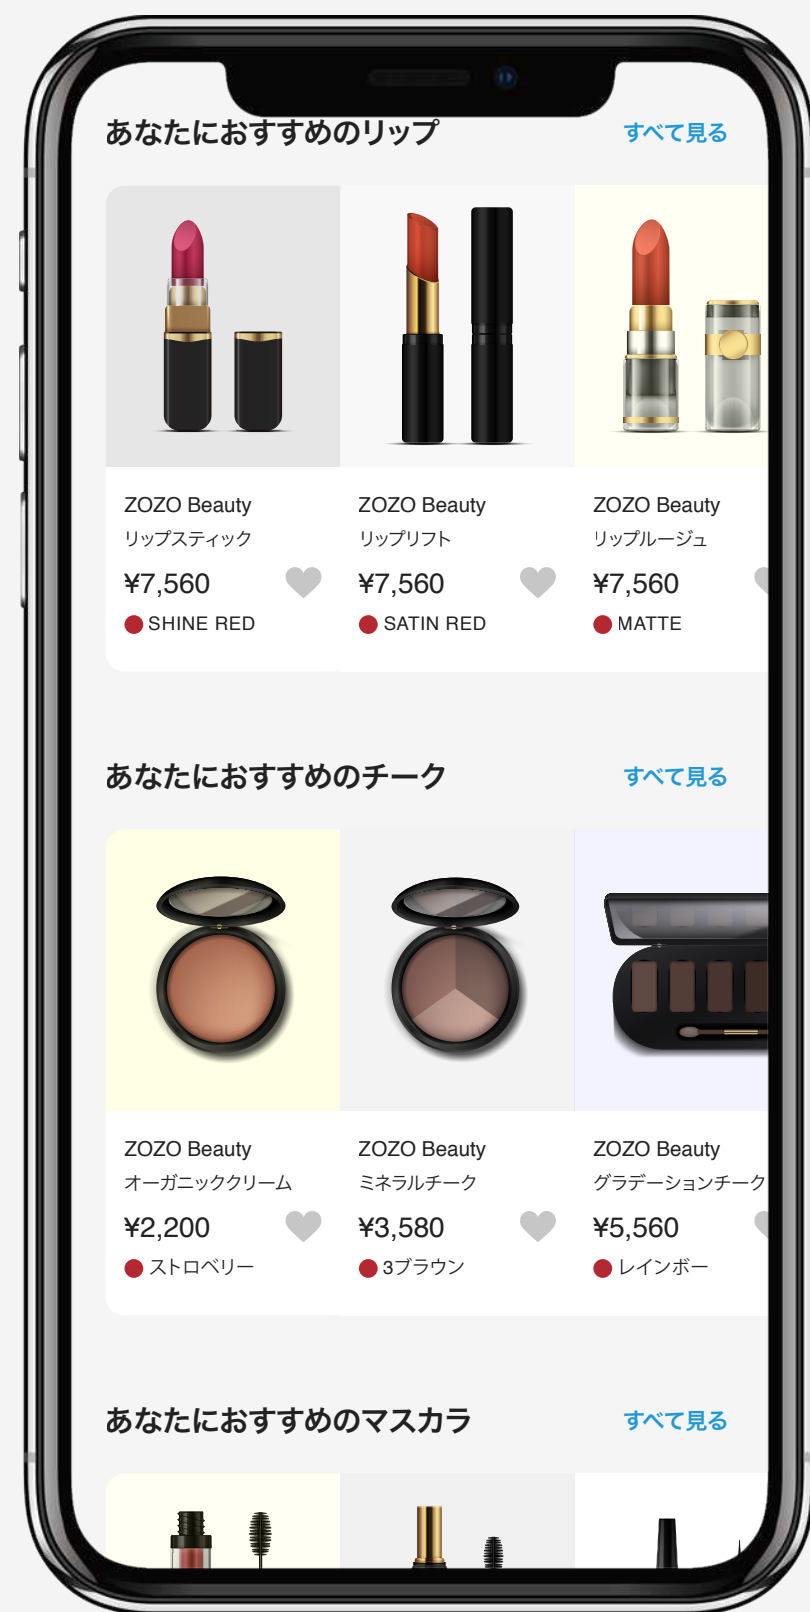 あなたにおすすめのリップ すべて見る
ZOZO Beauty ZOZO Beauty ZOZO Beauty
リップスティック リップリフト リップルージュ
¥7,560 ¥7,560 ¥7,560
SHINE RED SATIN RED MATTE
あなたにおすすめのチーク すべて見る
ZOZO Beauty ZOZO Beauty ZOZO Beauty
オーガニッククリーム ミネラルチーク グラデーションチーク
¥2,200 ¥3,580 ¥5,560
ストロベリー 3ブラウン レインボー
あなたにおすすめのマスカラ すべて見る